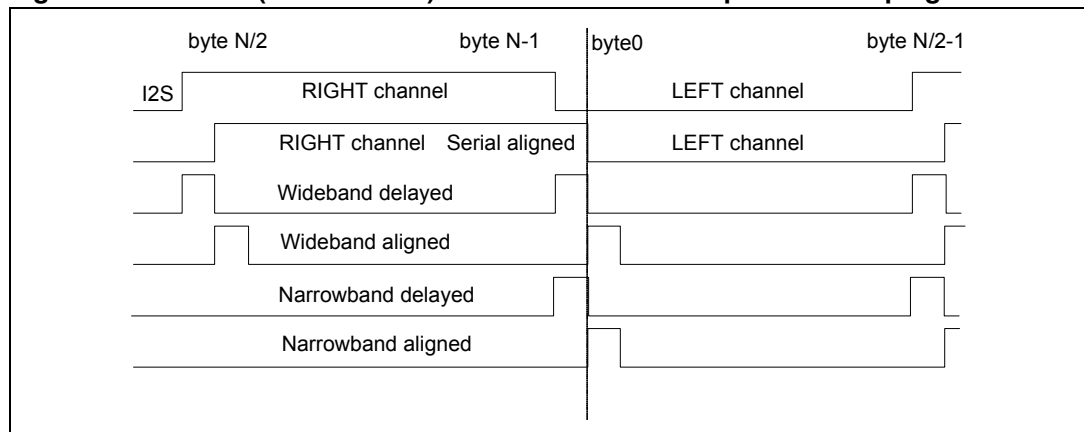 byte N/2 byte N-1 byte0 byte N/2-1
I2S RIGHT channel LEFT channel
RIGHT channel Serial aligned LEFT channel
Wideband delayed
Wideband aligned
Narrowband delayed
Narrowband aligned